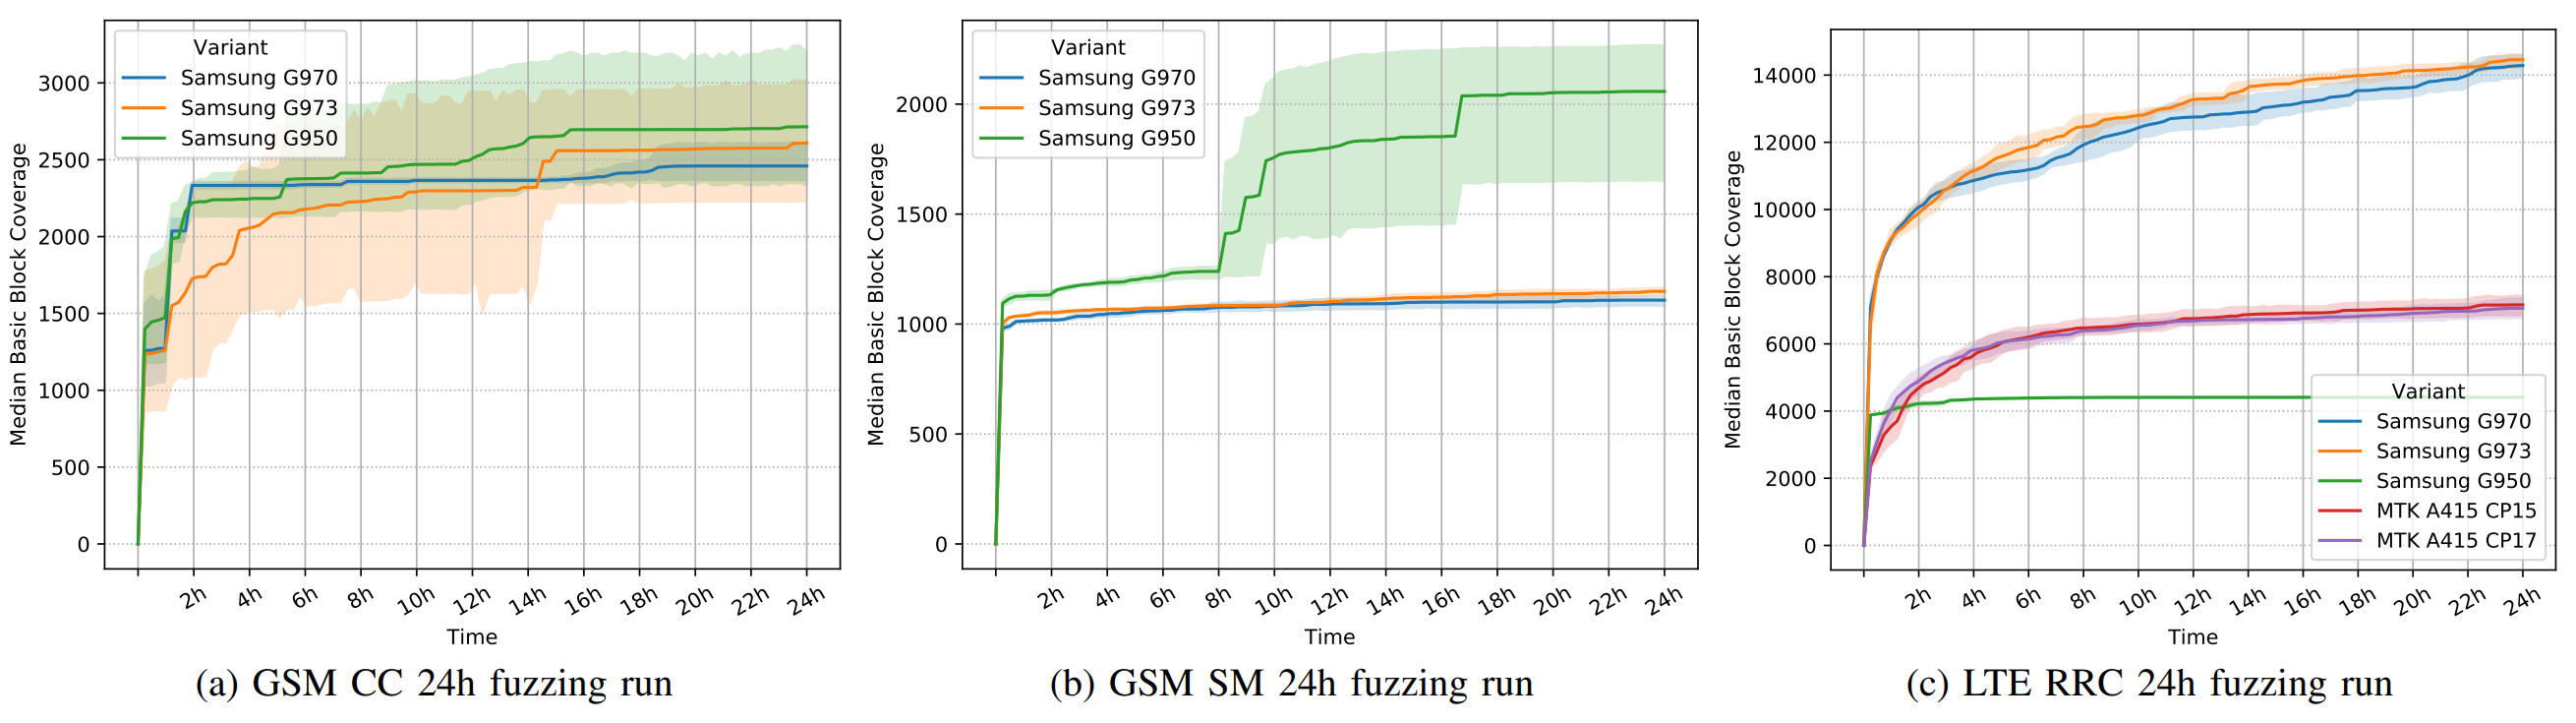 Variant
Samsung G970
Samsung G973
Samsung G950
Median Basic Block Coverage
3000
2500
2000
1500
1000
500
0
2h 4h 6h 8h 10h 12h 14h 16h 18h 20h 22h 24h
Time
(a) GSM CC 24h fuzzing run
Variant
Samsung G970
Samsung G973
Samsung G950
Median Basic Block Coverage
2000
1500
1000
500
0
2h 4h 6h 8h 10h 12h 14h 16h 18h 20h 22h 24h
Time
(b) GSM SM 24h fuzzing run
Median Basic Block Coverage
14000
12000
10000
8000
6000
4000
2000
0
Variant
Samsung G970
Samsung G973
Samsung G950
MTK A415 CP15
MTK A415 CP17
2h 4h 6h 8h 10h 12h 14h 16h 18h 20h 22h 24h
Time
(c) LTE RRC 24h fuzzing run